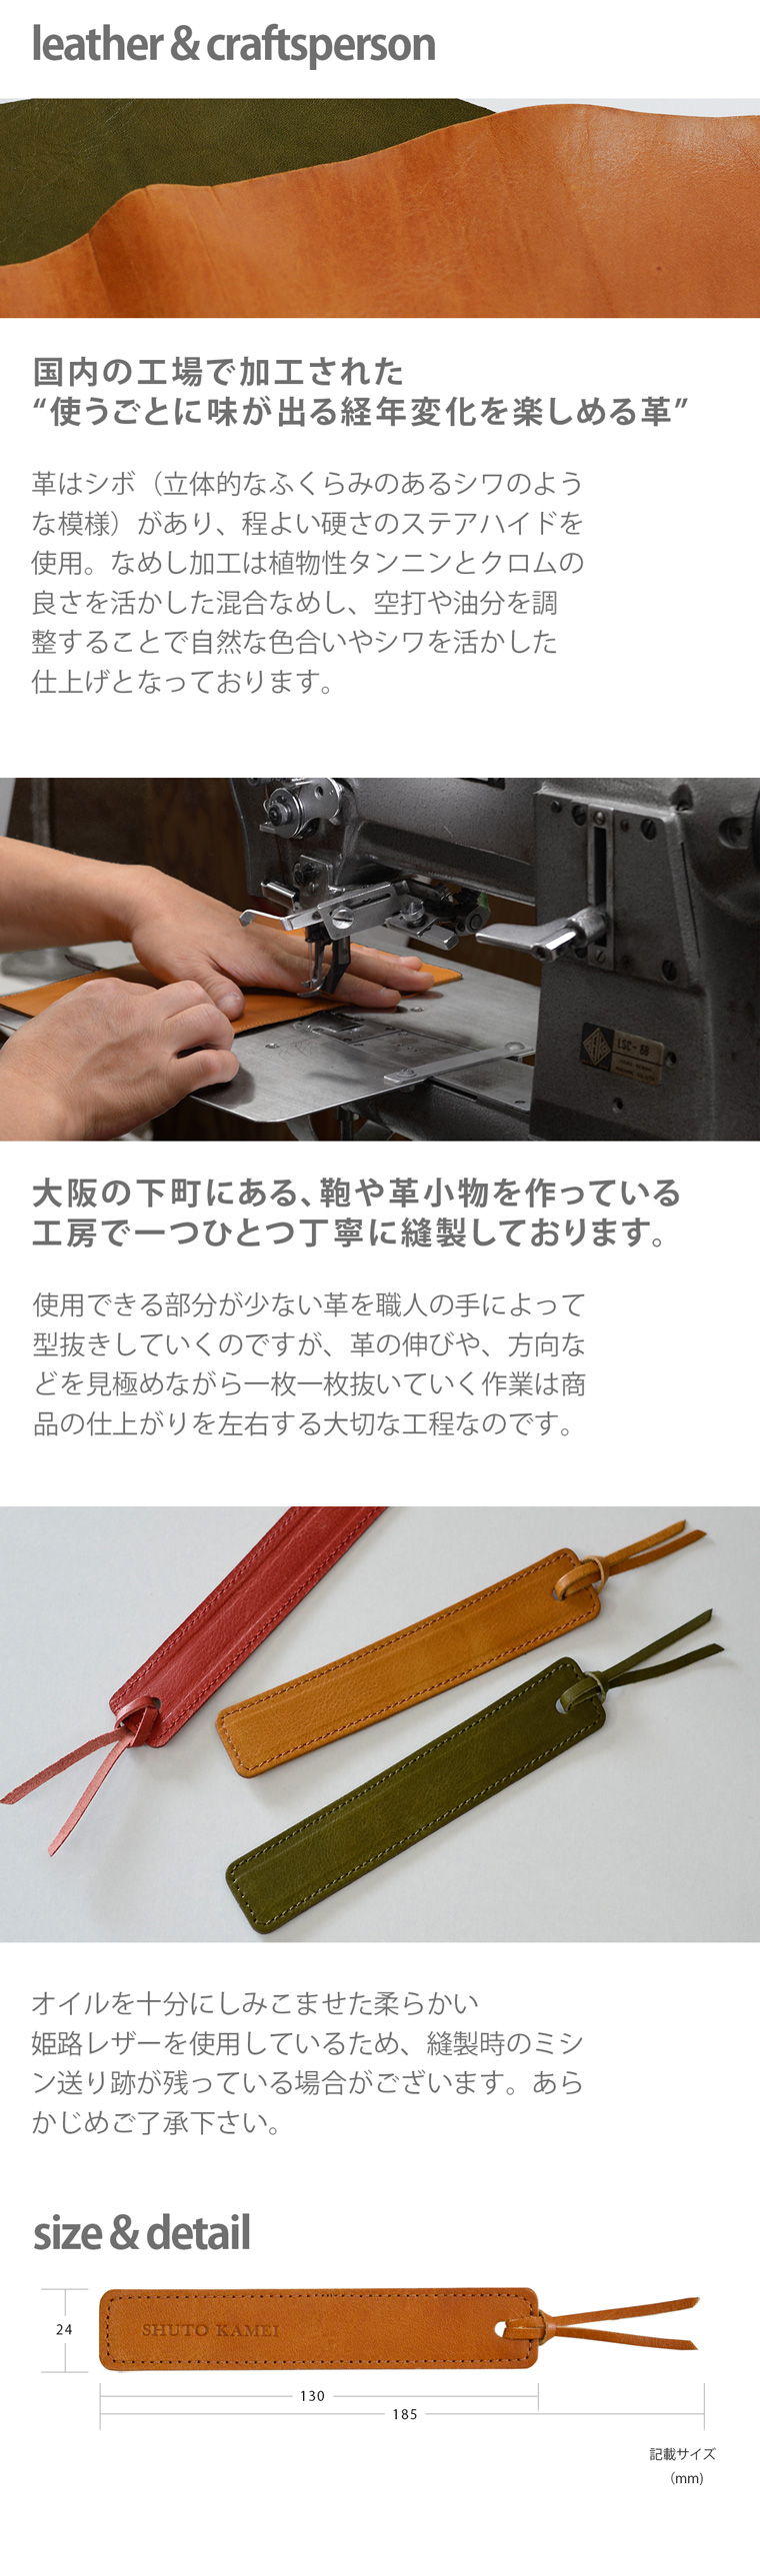 leather & craftsperson
国内の工場で加工された
“使うごとに味が出る経年変化を楽しめる革”
革はシボ（立体的なふくらみのあるシワのよう
な模様）があり、程よい硬さのステアハイドを
使用。なめし加工は植物性タンニンとクロムの
良さを活かした混合なめし、空打や油分を調
整することで自然な色合いやシワを活かした
仕上げとなっております。
LSC-8B
大阪の下町にある、鞄や革小物を作っている
工房で一つひとつ丁寧に縫製しております。
使用できる部分が少ない革を職人の手によって
型抜きしていくのですが、革の伸びや、方向な
どを見極めながら一枚一枚抜いていく作業は商
品の仕上がりを左右する大切な工程なのです。
オイルを十分にしみこませた柔らかい
姫路レザーを使用しているため、縫製時のミシ
ン送り跡が残っている場合がございます。あら
かじめご了承下さい。
size & detail
24
SHUTO KAMEI
130
185
記載サイズ
（mm）